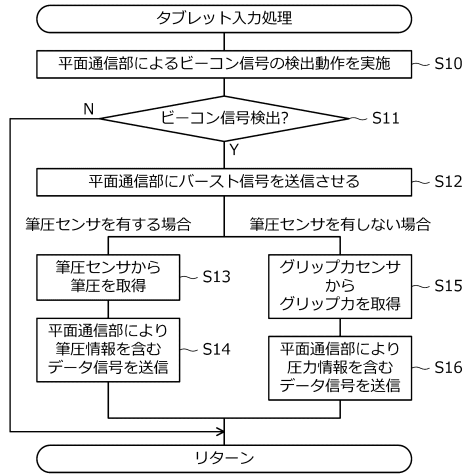 タブレット入力処理
平面通信部によるビーコン信号の検出動作を実施
S10
N
ビーコン信号検出?
S11
Y
平面通信部にバースト信号を送信させる
S12
筆圧センサを有する場合
筆圧センサを有しない場合
筆圧センサから
筆圧を取得
S13
グリップ力センサ
から
グリップ力を取得
S15
平面通信部により
筆圧情報を含む
データ信号を送信
S14
平面通信部により
圧力情報を含む
データ信号を送信
S16
リターン